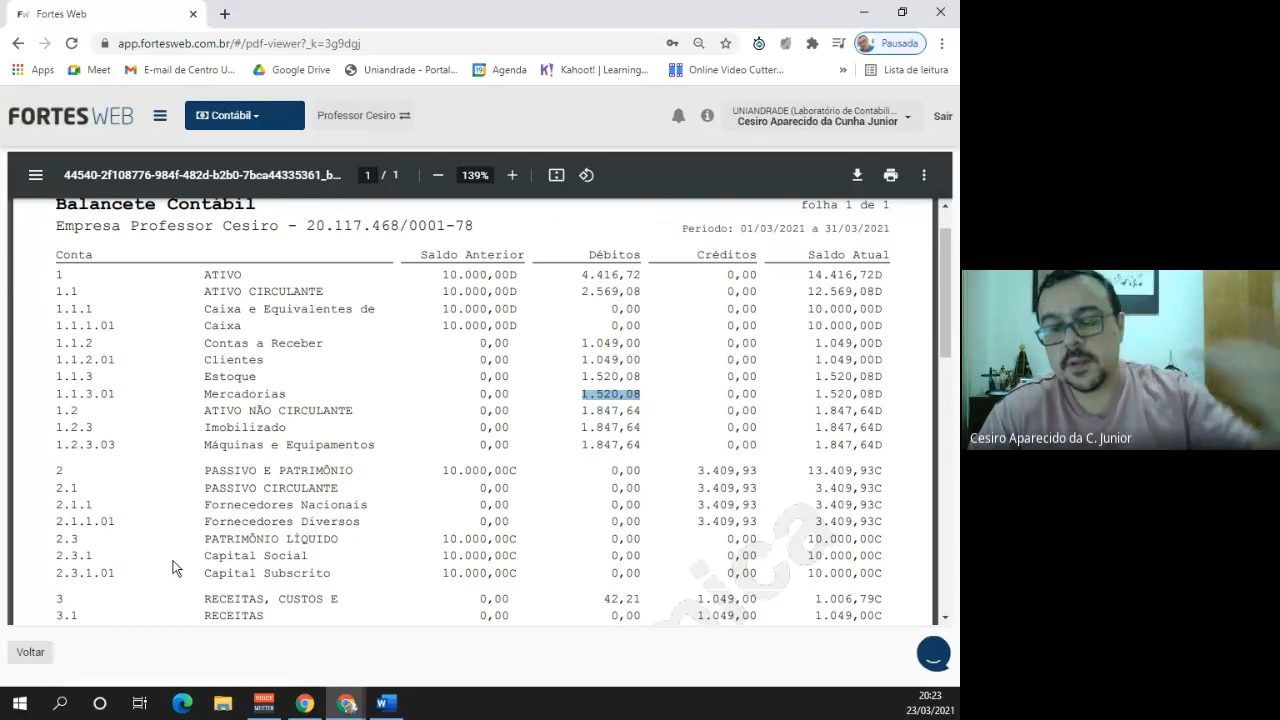 Fortes Web
app.fortesweb.com.br/#/pdf-viewer?_k=3g9dgj
Pausada
Apps Meet E-mail de Centro U... Google Drive Uniandrade - Portal... Agenda Kahoot! | Learning... Online Video Cutter... » Lista de leitura
FORTES WEB Contábil Professor Cesiro UNIANDRADE (Laboratório de Contabili... Sair
Cesiro Aparecido da Cunha Junior
44540-2f108776-984f-482d-b2b0-7bca44335361_b... 1 / 1 139%
Balancete Contábil folha 1 de 1
Empresa Professor Cesiro - 20.117.468/0001-78 Periodo: 01/03/2021 a 31/03/2021
Conta Saldo Anterior Débitos Créditos Saldo Atual
1 ATIVO 10.000,00D 4.416,72 0,00 14.416,72D
1.1 ATIVO CIRCULANTE 10.000,00D 2.569,08 0,00 12.569,08D
1.1.1 Caixa e Equivalentes de 10.000,00D 0,00 0,00 10.000,00D
1.1.1.01 Caixa 10.000,00D 0,00 0,00 10.000,00D
1.1.2 Contas a Receber 0,00 1.049,00 0,00 1.049,00D
1.1.2.01 Clientes 0,00 1.049,00 0,00 1.049,00D
1.1.3 Estoque 0,00 1.520,08 0,00 1.520,08D
1.1.3.01 Mercadorias 0,00 1.520,08 0,00 1.520,08D
1.2 ATIVO NÃO CIRCULANTE 0,00 1.847,64 0,00 1.847,64D
1.2.3 Imobilizado 0,00 1.847,64 0,00 1.847,64D
1.2.3.03 Máquinas e Equipamentos 0,00 1.847,64 0,00 1.847,64D
2 PASSIVO E PATRIMÔNIO 10.000,00C 0,00 3.409,93 13.409,93C
2.1 PASSIVO CIRCULANTE 0,00 0,00 3.409,93 3.409,93C
2.1.1 Fornecedores Nacionais 0,00 0,00 3.409,93 3.409,93C
2.1.1.01 Fornecedores Diversos 0,00 0,00 3.409,93 3.409,93C
2.3 PATRIMÔNIO LÍQUIDO 10.000,00C 0,00 0,00 10.000,00C
2.3.1 Capital Social 10.000,00C 0,00 0,00 10.000,00C
2.3.1.01 Capital Subscrito 10.000,00C 0,00 0,00 10.000,00C
3 RECEITAS, CUSTOS E 0,00 42,21 1.049,00 1.006,79C
3.1 RECEITAS 0,00 0,00 1.049,00 1.049,00C
Voltar
VOICE MEETER
20:23
23/03/2021
Cesiro Aparecido da C. Junior